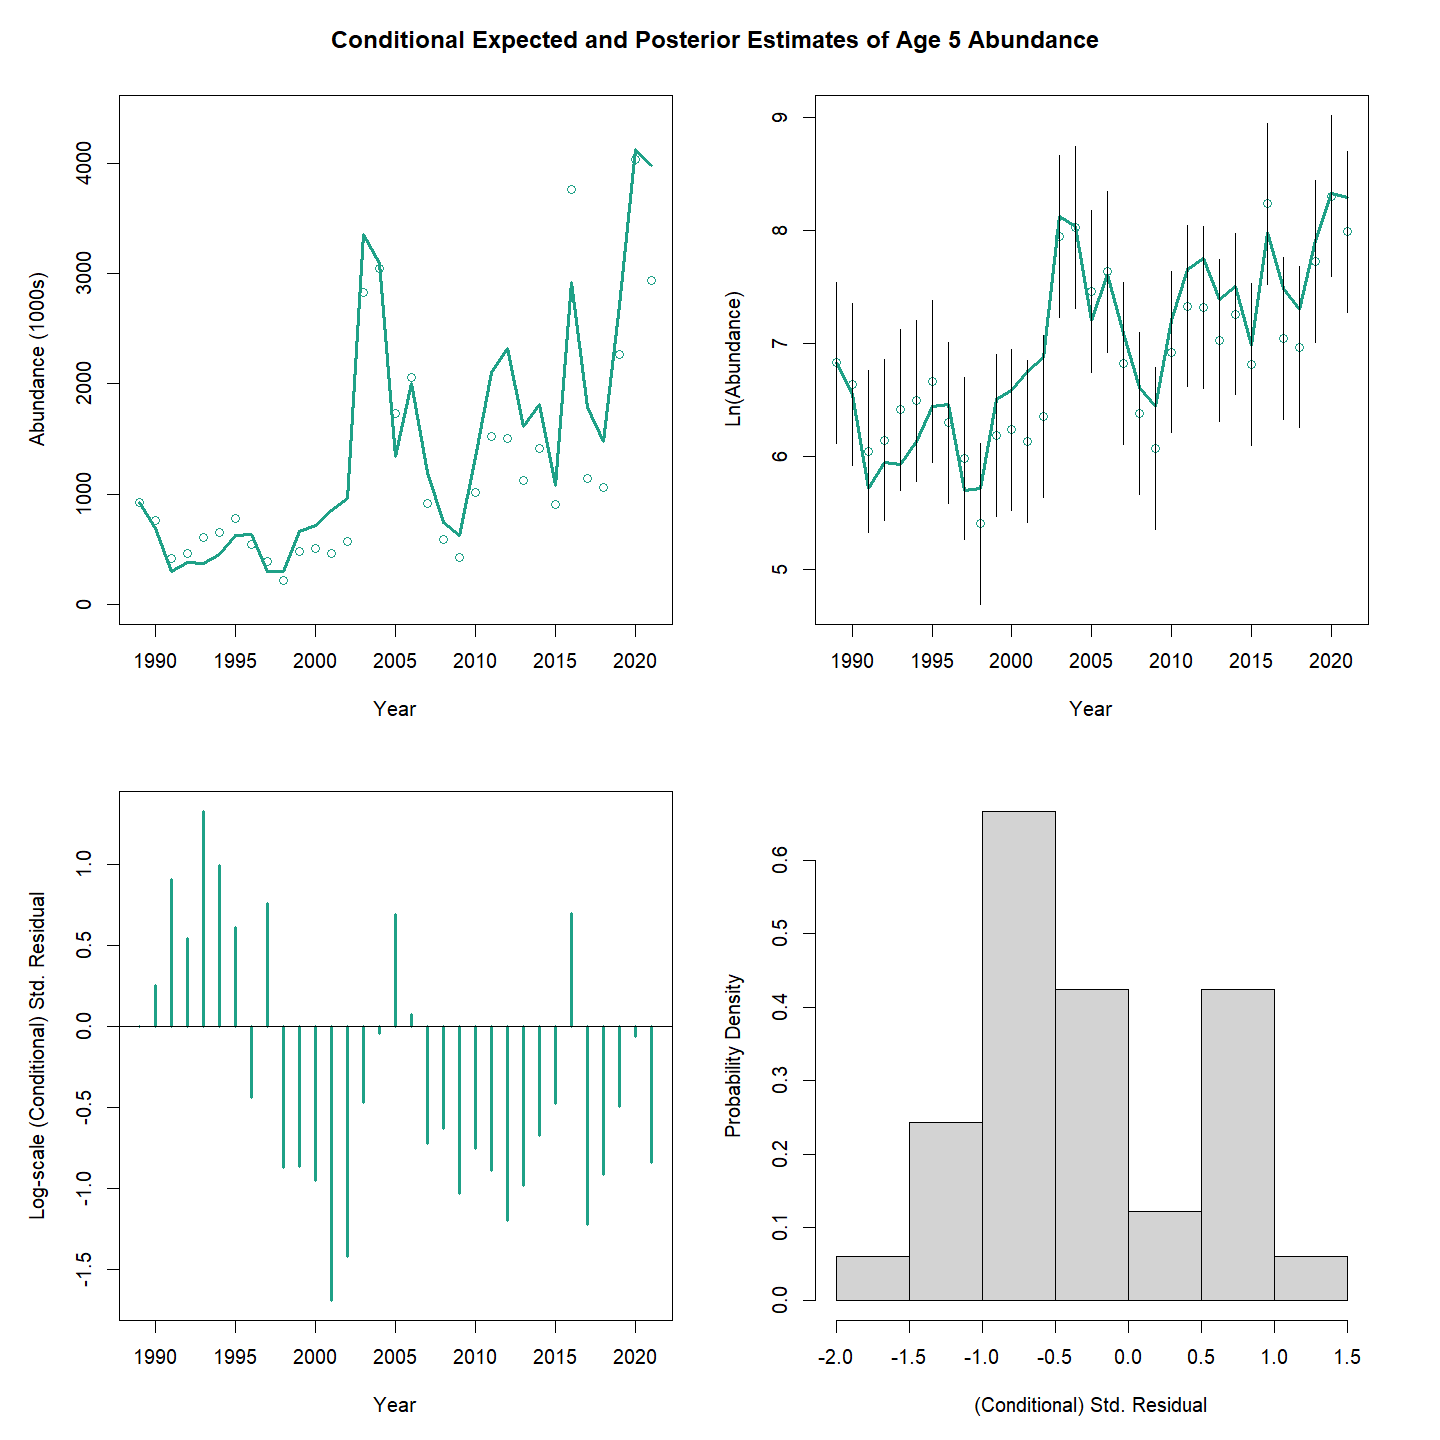 Conditional Expected and Posterior Estimates of Age 5 Abundance
Abundance (1000s)
4000
3000
2000
1000
0
1990 1995 2000 2005 2010 2015 2020
Year
Ln(Abundance)
9
8
7
6
5
1990 1995 2000 2005 2010 2015 2020
Year
Log-scale (Conditional) Std. Residual
1.0
0.5
0.0
-0.5
-1.0
-1.5
1990 1995 2000 2005 2010 2015 2020
Year
Probability Density
0.6
0.5
0.4
0.3
0.2
0.1
0.0
-2.0 -1.5 -1.0 -0.5 0.0 0.5 1.0 1.5
(Conditional) Std. Residual